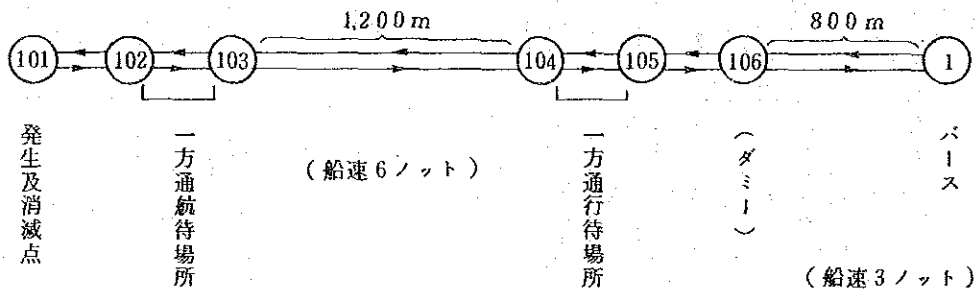 1,200m
800m
101
102
103
104
105
106
1
発生及消滅点
一方通航待場所
(船速6ノット)
一方通行待場所
(ダミー)
バース
(船速3ノット)